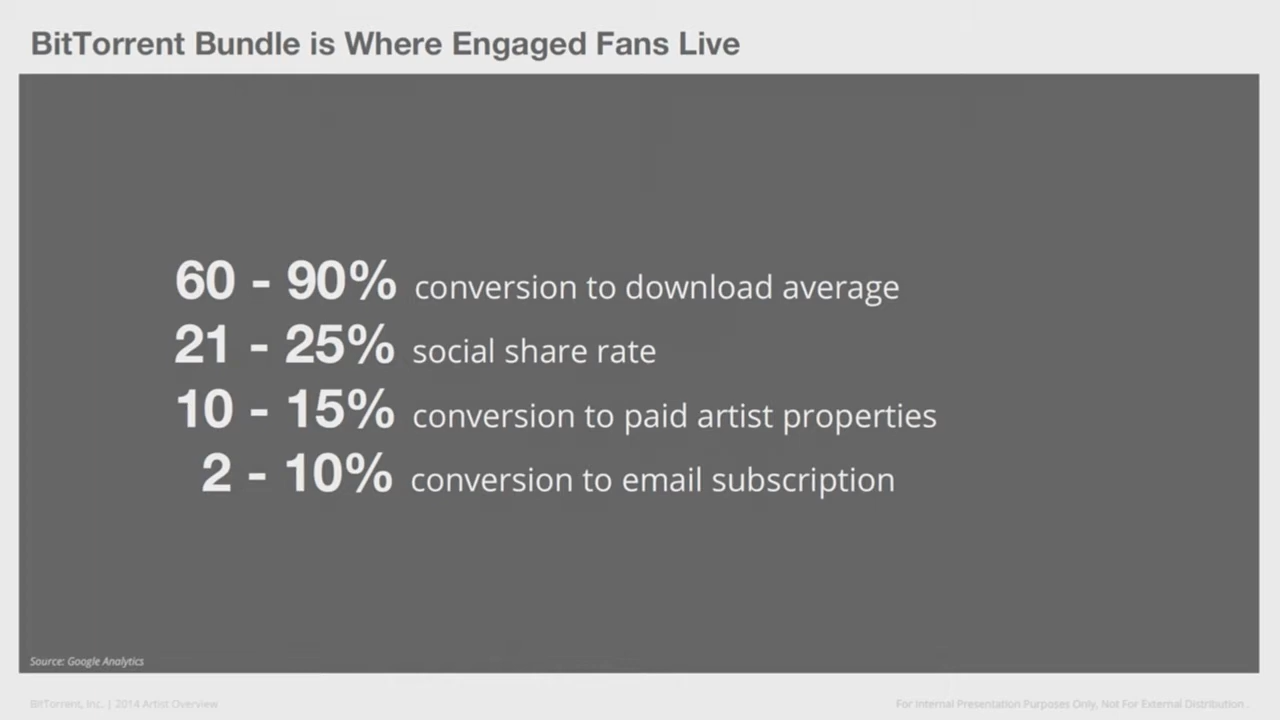 BitTorrent Bundle is Where Engaged Fans Live
60 - 90% conversion to download average
21 - 25% social share rate
10 - 15% conversion to paid artist properties
2 - 10% conversion to email subscription
Source: Google Analytics
BitTorrent, Inc. | 2014 Artist Overview
For Internal Presentation Purposes Only, Not For External Distribution .